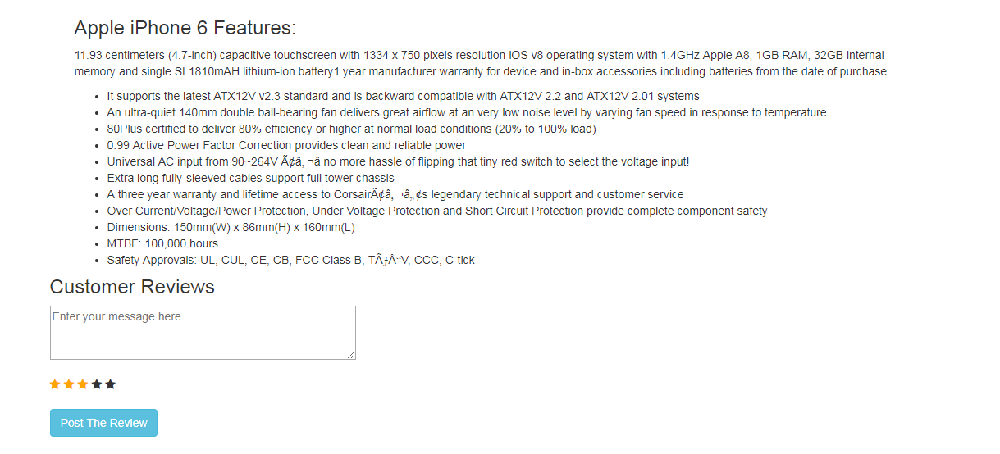 Apple iPhone 6 Features:
11.93 centimeters (4.7-inch) capacitive touchscreen with 1334 x 750 pixels resolution iOS v8 operating system with 1.4GHz Apple A8, 1GB RAM, 32GB internal
memory and single SI 1810mAH lithium-ion battery1 year manufacturer warranty for device and in-box accessories including batteries from the date of purchase
• It supports the latest ATX12V v2.3 standard and is backward compatible with ATX12V 2.2 and ATX12V 2.01 systems
• An ultra-quiet 140mm double ball-bearing fan delivers great airflow at an very low noise level by varying fan speed in response to temperature
• 80Plus certified to deliver 80% efficiency or higher at normal load conditions (20% to 100% load)
• 0.99 Active Power Factor Correction provides clean and reliable power
• Universal AC input from 90~264V Ã¢â‚¬â no more hassle of flipping that tiny red switch to select the voltage input!
• Extra long fully-sleeved cables support full tower chassis
• A three year warranty and lifetime access to CorsairÃ¢â‚¬â„¢s legendary technical support and customer service
• Over Current/Voltage/Power Protection, Under Voltage Protection and Short Circuit Protection provide complete component safety
• Dimensions: 150mm(W) x 86mm(H) x 160mm(L)
• MTBF: 100,000 hours
• Safety Approvals: UL, CUL, CE, CB, FCC Class B, TÃƒÅ“V, CCC, C-tick
Customer Reviews
Enter your message here
Post The Review